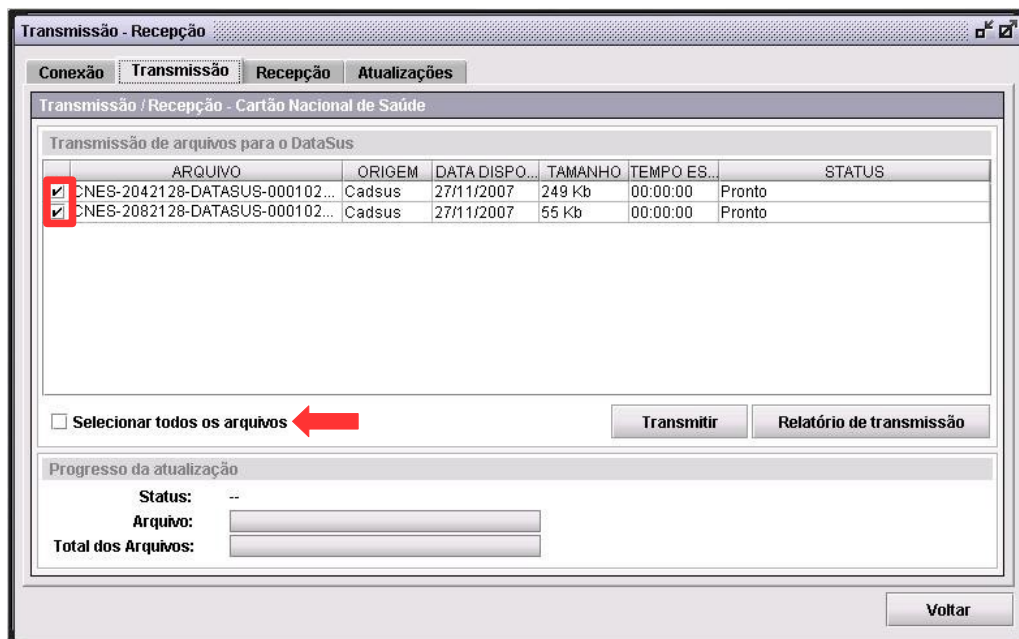 Transmissão - Recepção
Conexão Transmissão Recepção Atualizações
Transmissão / Recepção - Cartão Nacional de Saúde
Transmissão de arquivos para o DataSus
ARQUIVO ORIGEM DATA DISPO... TAMANHO TEMPO ES... STATUS
CNES-2042128-DATASUS-000102... Cadsus 27/11/2007 249 Kb 00:00:00 Pronto
CNES-2082128-DATASUS-000102... Cadsus 27/11/2007 55 Kb 00:00:00 Pronto
Selecionar todos os arquivos Transmitir Relatório de transmissão
Progresso da atualização
Status: --
Arquivo:
Total dos Arquivos:
Voltar